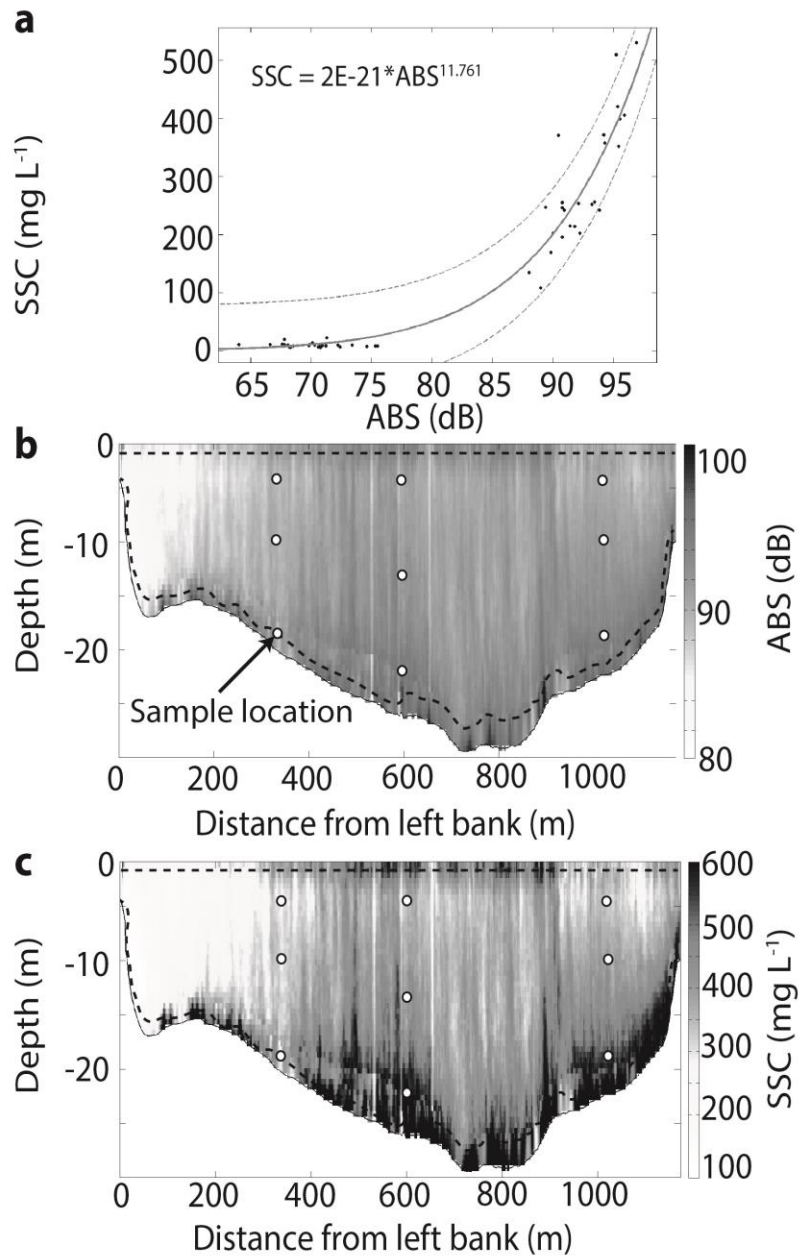 a
SSC (mg L⁻¹)
500
400
300
200
100
0
SSC = 2E-21*ABS¹¹·⁷⁶¹
65 70 75 80 85 90 95
ABS (dB)
b
Depth (m)
0
-10
-20
Sample location
0 200 400 600 800 1000
Distance from left bank (m)
100
90
80
ABS (dB)
c
Depth (m)
0
-10
-20
0 200 400 600 800 1000
Distance from left bank (m)
600
500
400
300
200
100
SSC (mg L⁻¹)